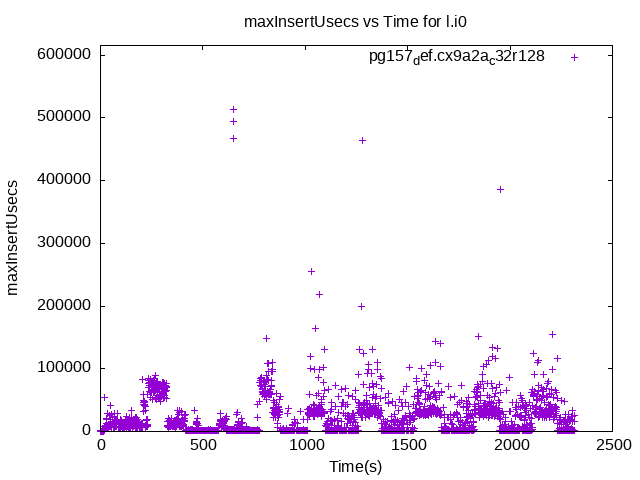 maxInsertUsecs vs Time for l.i0
pg157def.cx9a2ac32r128
600000
500000
400000
300000
200000
100000
0
maxInsertUsecs
0 500 1000 1500 2000 2500
Time(s)